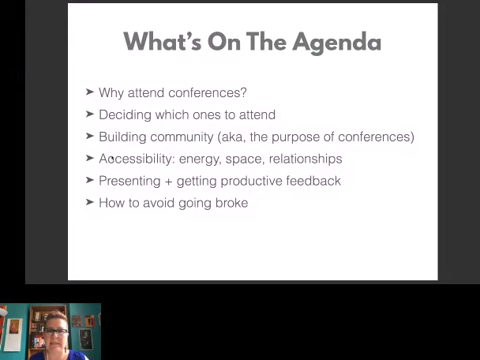 What's On The Agenda
➤ Why attend conferences?
➤ Deciding which ones to attend
➤ Building community (aka, the purpose of conferences)
➤ Accessibility: energy, space, relationships
➤ Presenting + getting productive feedback
➤ How to avoid going broke